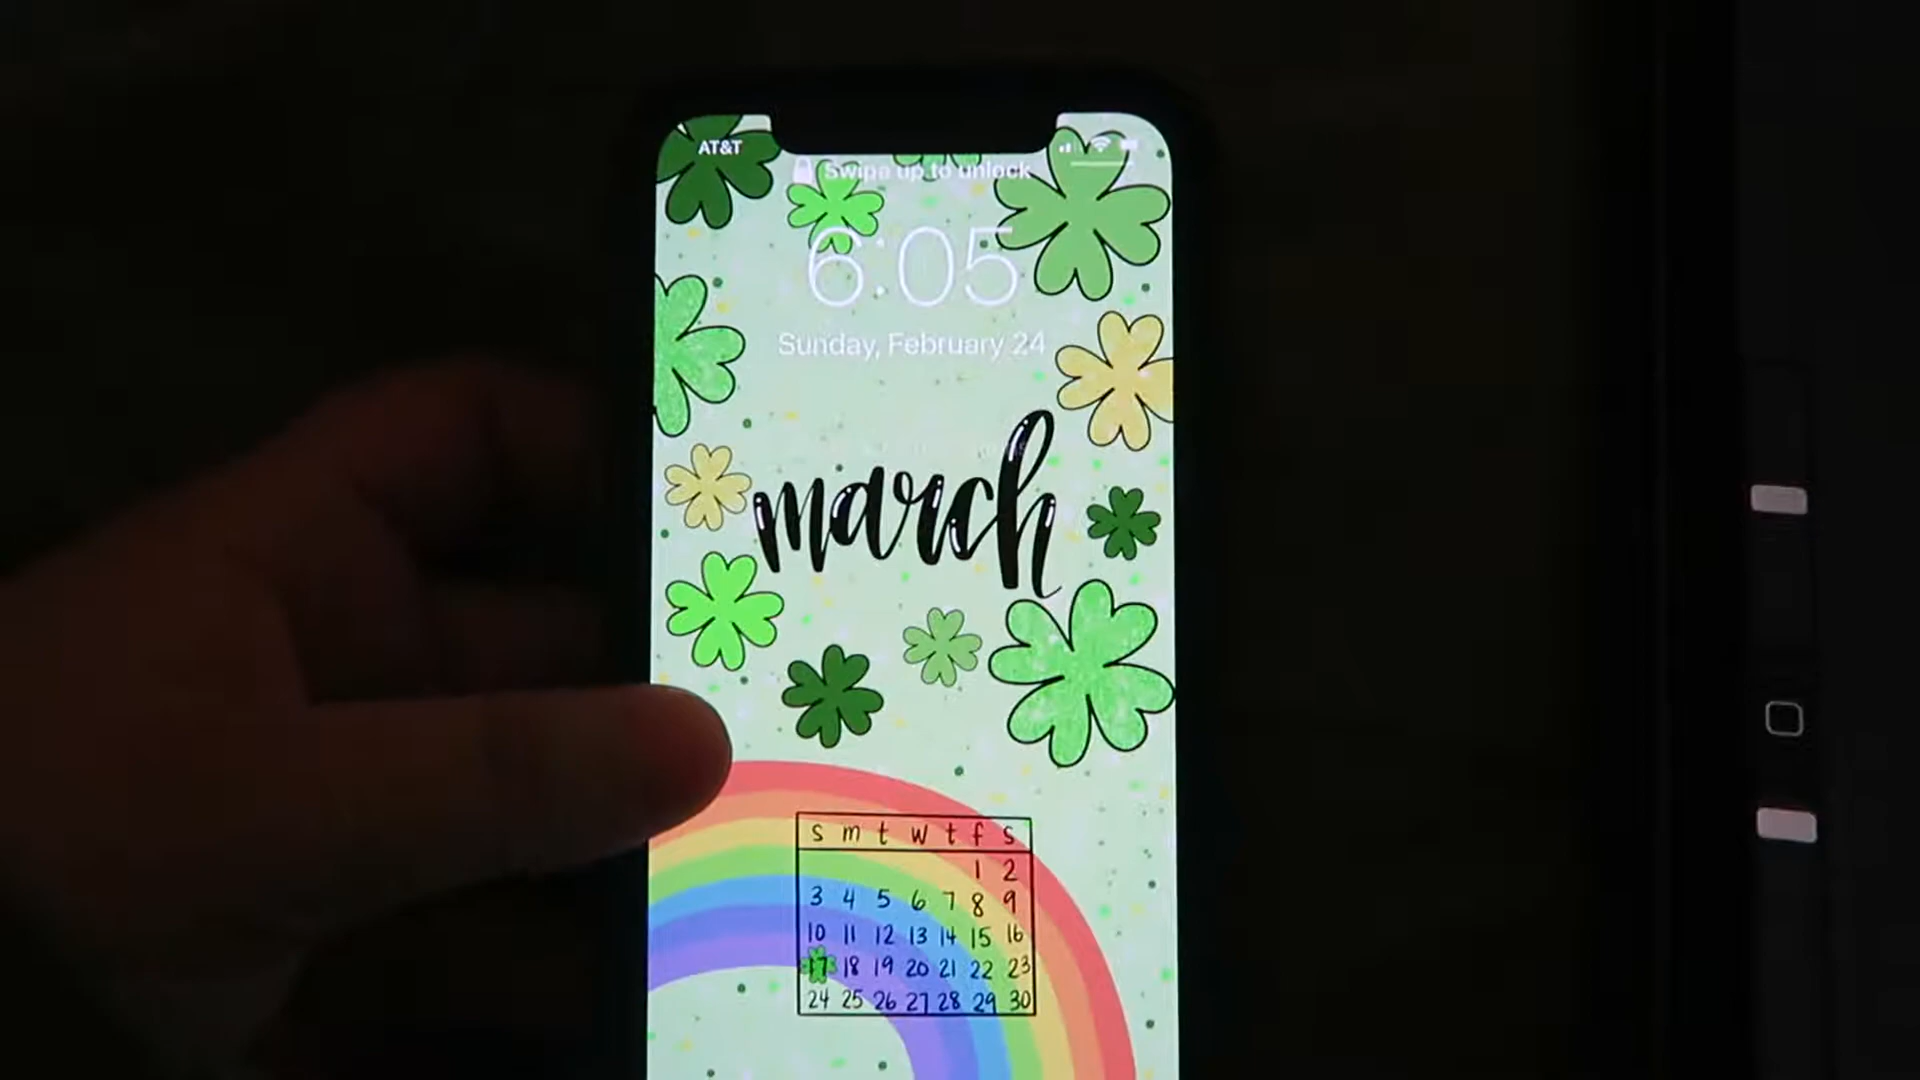 AT&T
Swipe up to unlock
6:05
Sunday, February 24
march
s m t w t f s
1 2
3 4 5 6 7 8 9
10 11 12 13 14 15 16
17 18 19 20 21 22 23
24 25 26 27 28 29 30